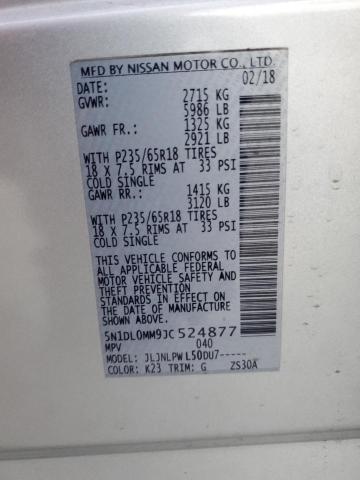 MFD BY NISSAN MOTOR CO., LTD.
DATE: 02/18
GVWR: 2715 KG
5986 LB
GAWR FR.: 1325 KG
2921 LB
WITH P235/65R18 TIRES
18 X 7.5 RIMS AT 33 PSI
COLD SINGLE
GAWR RR.: 1415 KG
3120 LB
WITH P235/65R18 TIRES
18 X 7.5 RIMS AT 33 PSI
COLD SINGLE
THIS VEHICLE CONFORMS TO
ALL APPLICABLE FEDERAL
MOTOR VEHICLE SAFETY
STANDARDS IN EFFECT ON
THE DATE OF MANUFACTURE
SHOWN ABOVE.
5N1DL0MM9JC524877
MPV 040
MODEL: JLJNLPWL50DU7-----
COLOR: K23 TRIM: G ZS30A